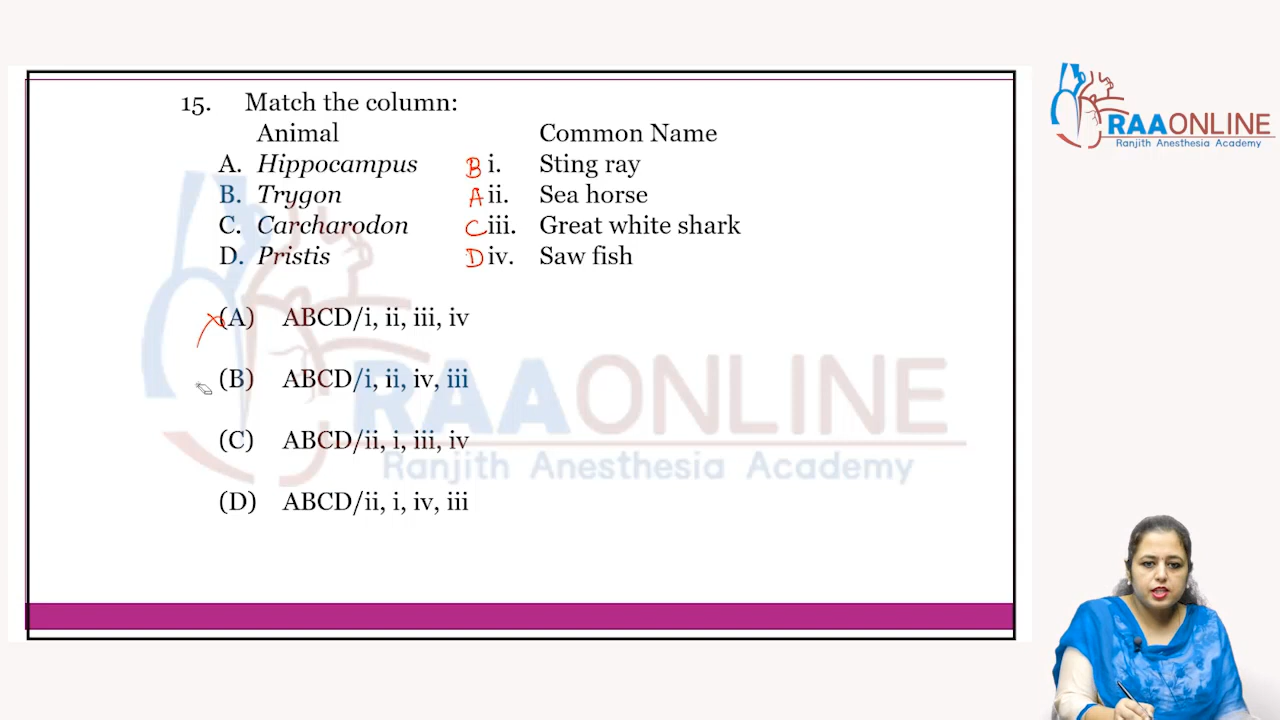 15. Match the column:
Animal Common Name
A. Hippocampus B i. Sting ray
B. Trygon A ii. Sea horse
C. Carcharodon C iii. Great white shark
D. Pristis D iv. Saw fish
(A) ABCD/i, ii, iii, iv
(B) ABCD/i, ii, iv, iii
(C) ABCD/ii, i, iii, iv
(D) ABCD/ii, i, iv, iii
RAAONLINE
Ranjith Anesthesia Academy
RAAONLINE
Ranjith Anesthesia Academy